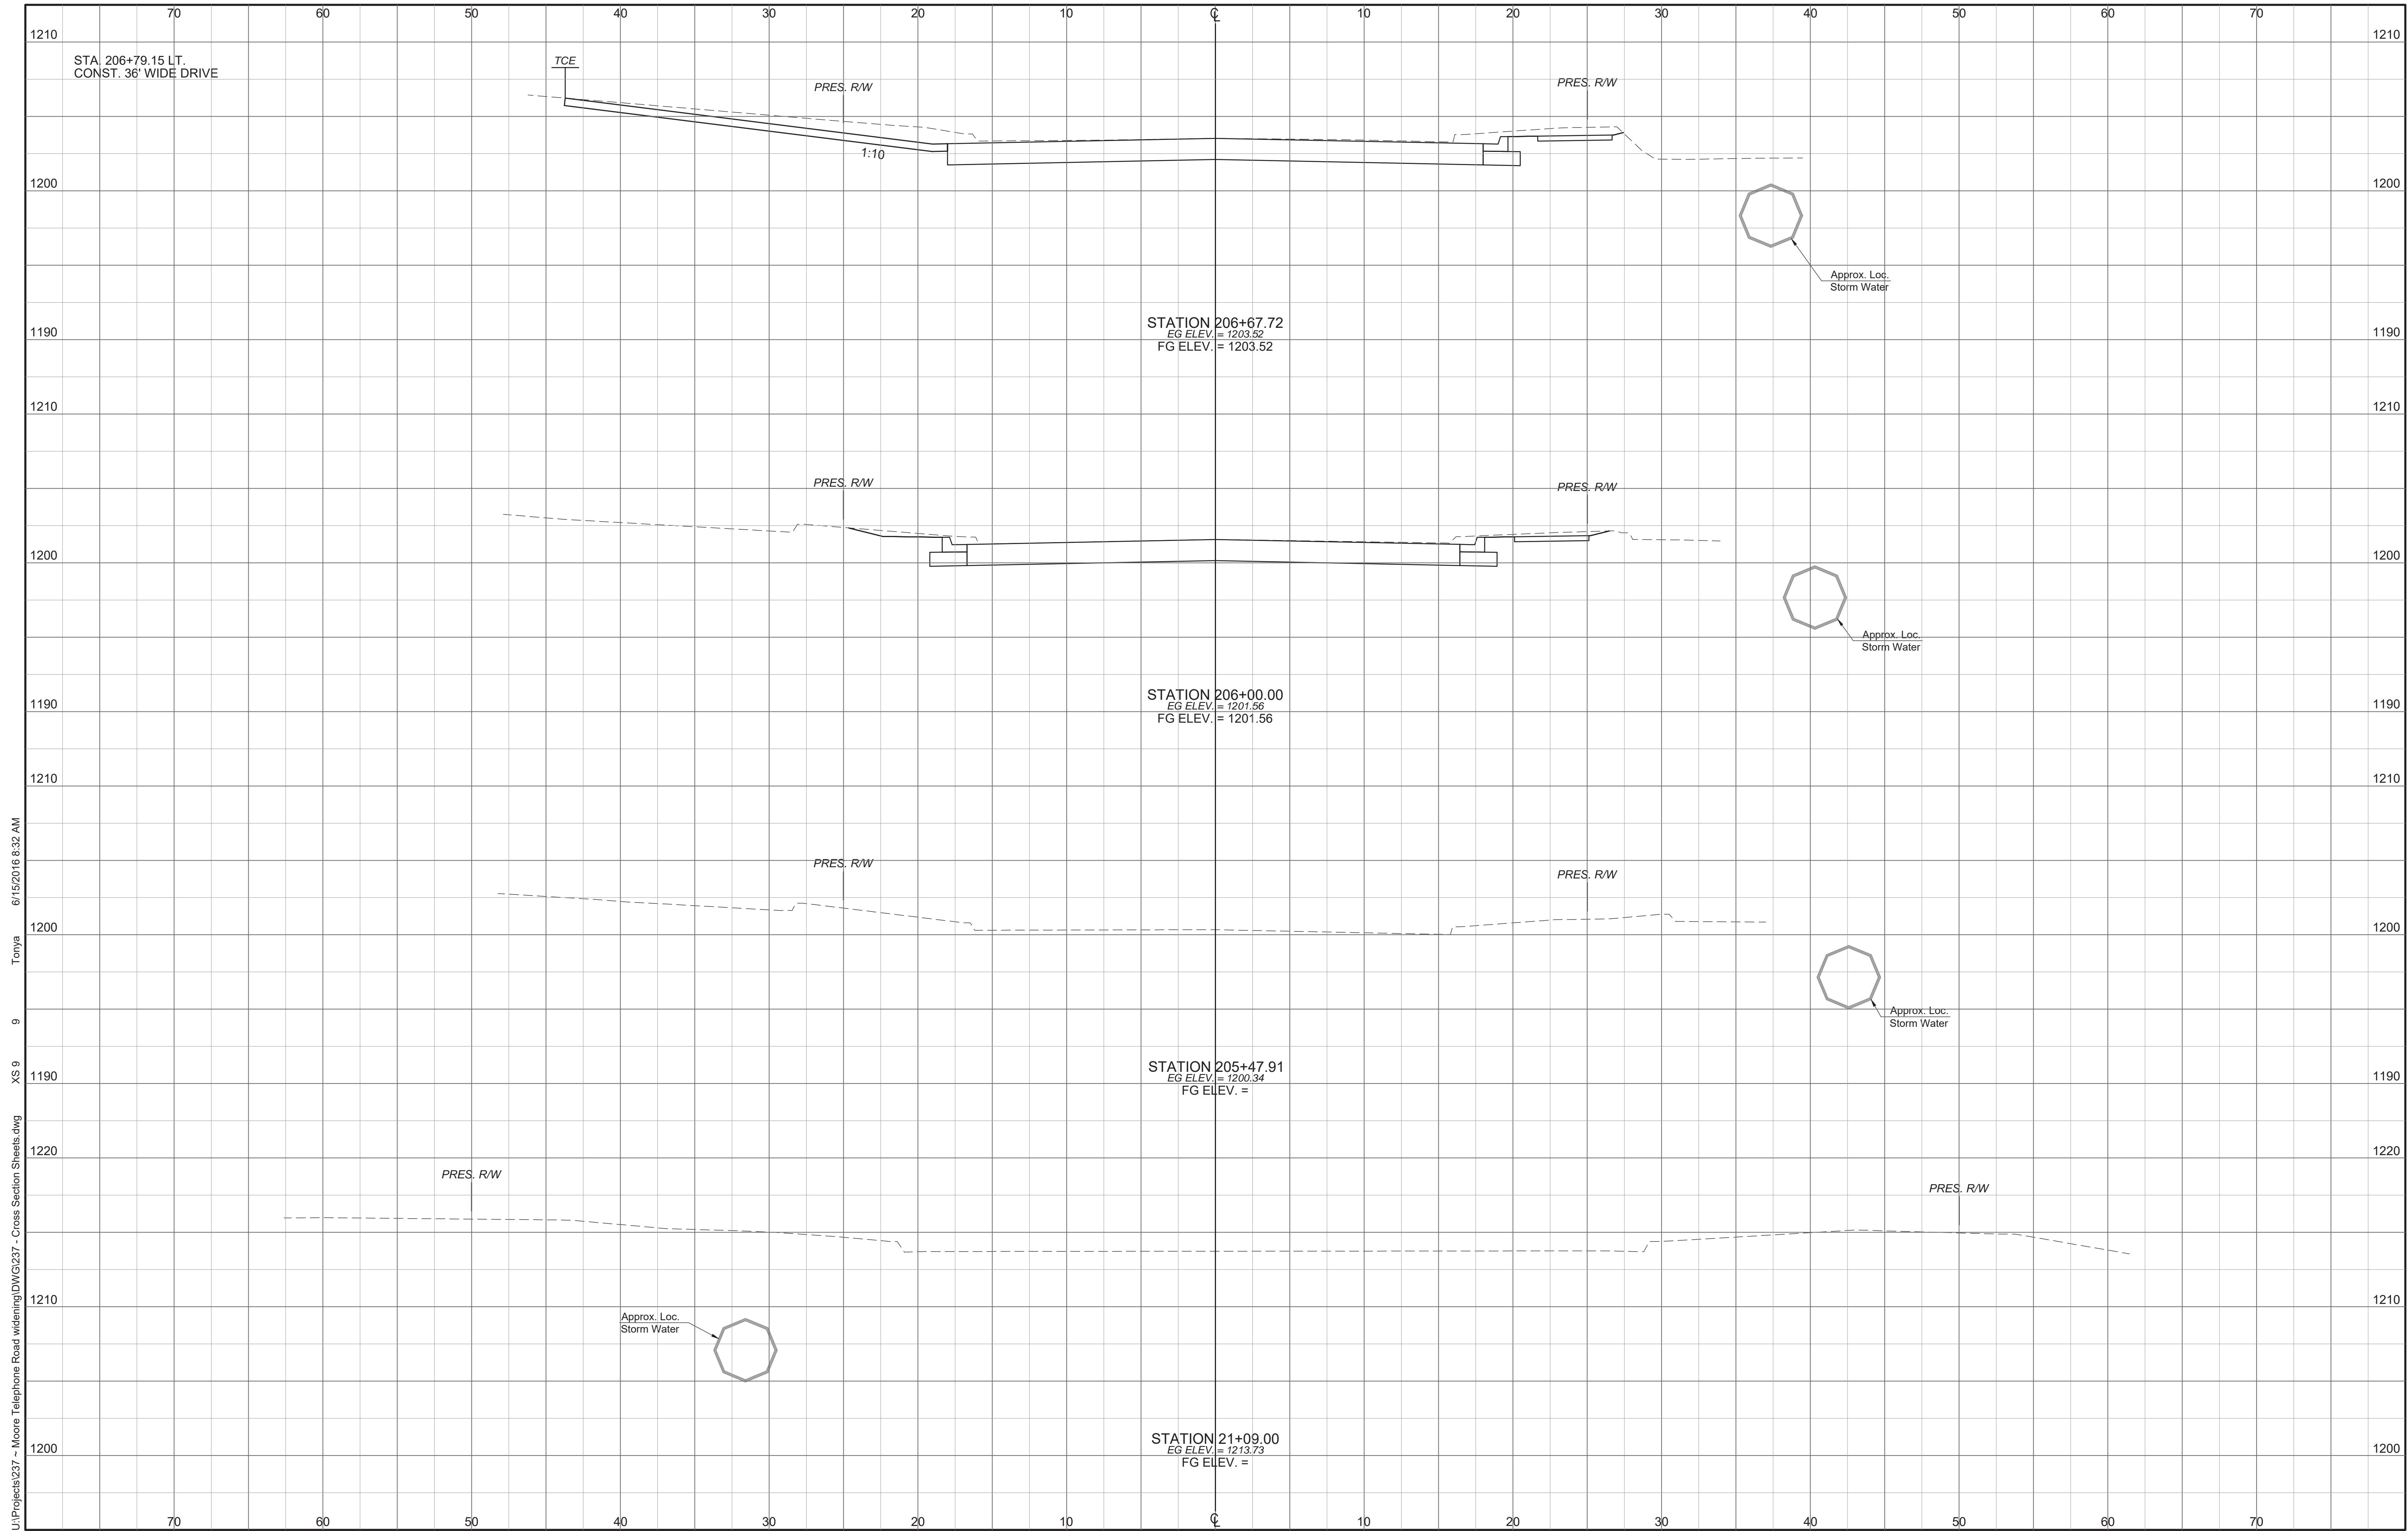 70 60 50 40 30 20 10 ℄ 10 20 30 40 50 60 70
1210 1210
STA. 206+79.15 LT.
CONST. 36' WIDE DRIVE
TCE
PRES. R/W
PRES. R/W
1:10
1200 1200
Approx. Loc.
Storm Water
1190 1190
STATION 206+67.72
EG ELEV. = 1203.52
FG ELEV. = 1203.52
1210 1210
PRES. R/W
PRES. R/W
1200 1200
Approx. Loc.
Storm Water
1190 1190
STATION 206+00.00
EG ELEV. = 1201.56
FG ELEV. = 1201.56
1210 1210
PRES. R/W
PRES. R/W
1200 1200
Approx. Loc.
Storm Water
1190 1190
STATION 205+47.91
EG ELEV. = 1200.34
FG ELEV. =
1220 1220
PRES. R/W
PRES. R/W
1210 1210
Approx. Loc.
Storm Water
1200 1200
STATION 21+09.00
EG ELEV. = 1213.73
FG ELEV. =
70 60 50 40 30 20 10 ℄ 10 20 30 40 50 60 70
U:\Projects\237 ~ Moore Telephone Road widening\DWG\237 - Cross Section Sheets.dwg XS 9 9 Tonya 6/15/2016 8:32 AM